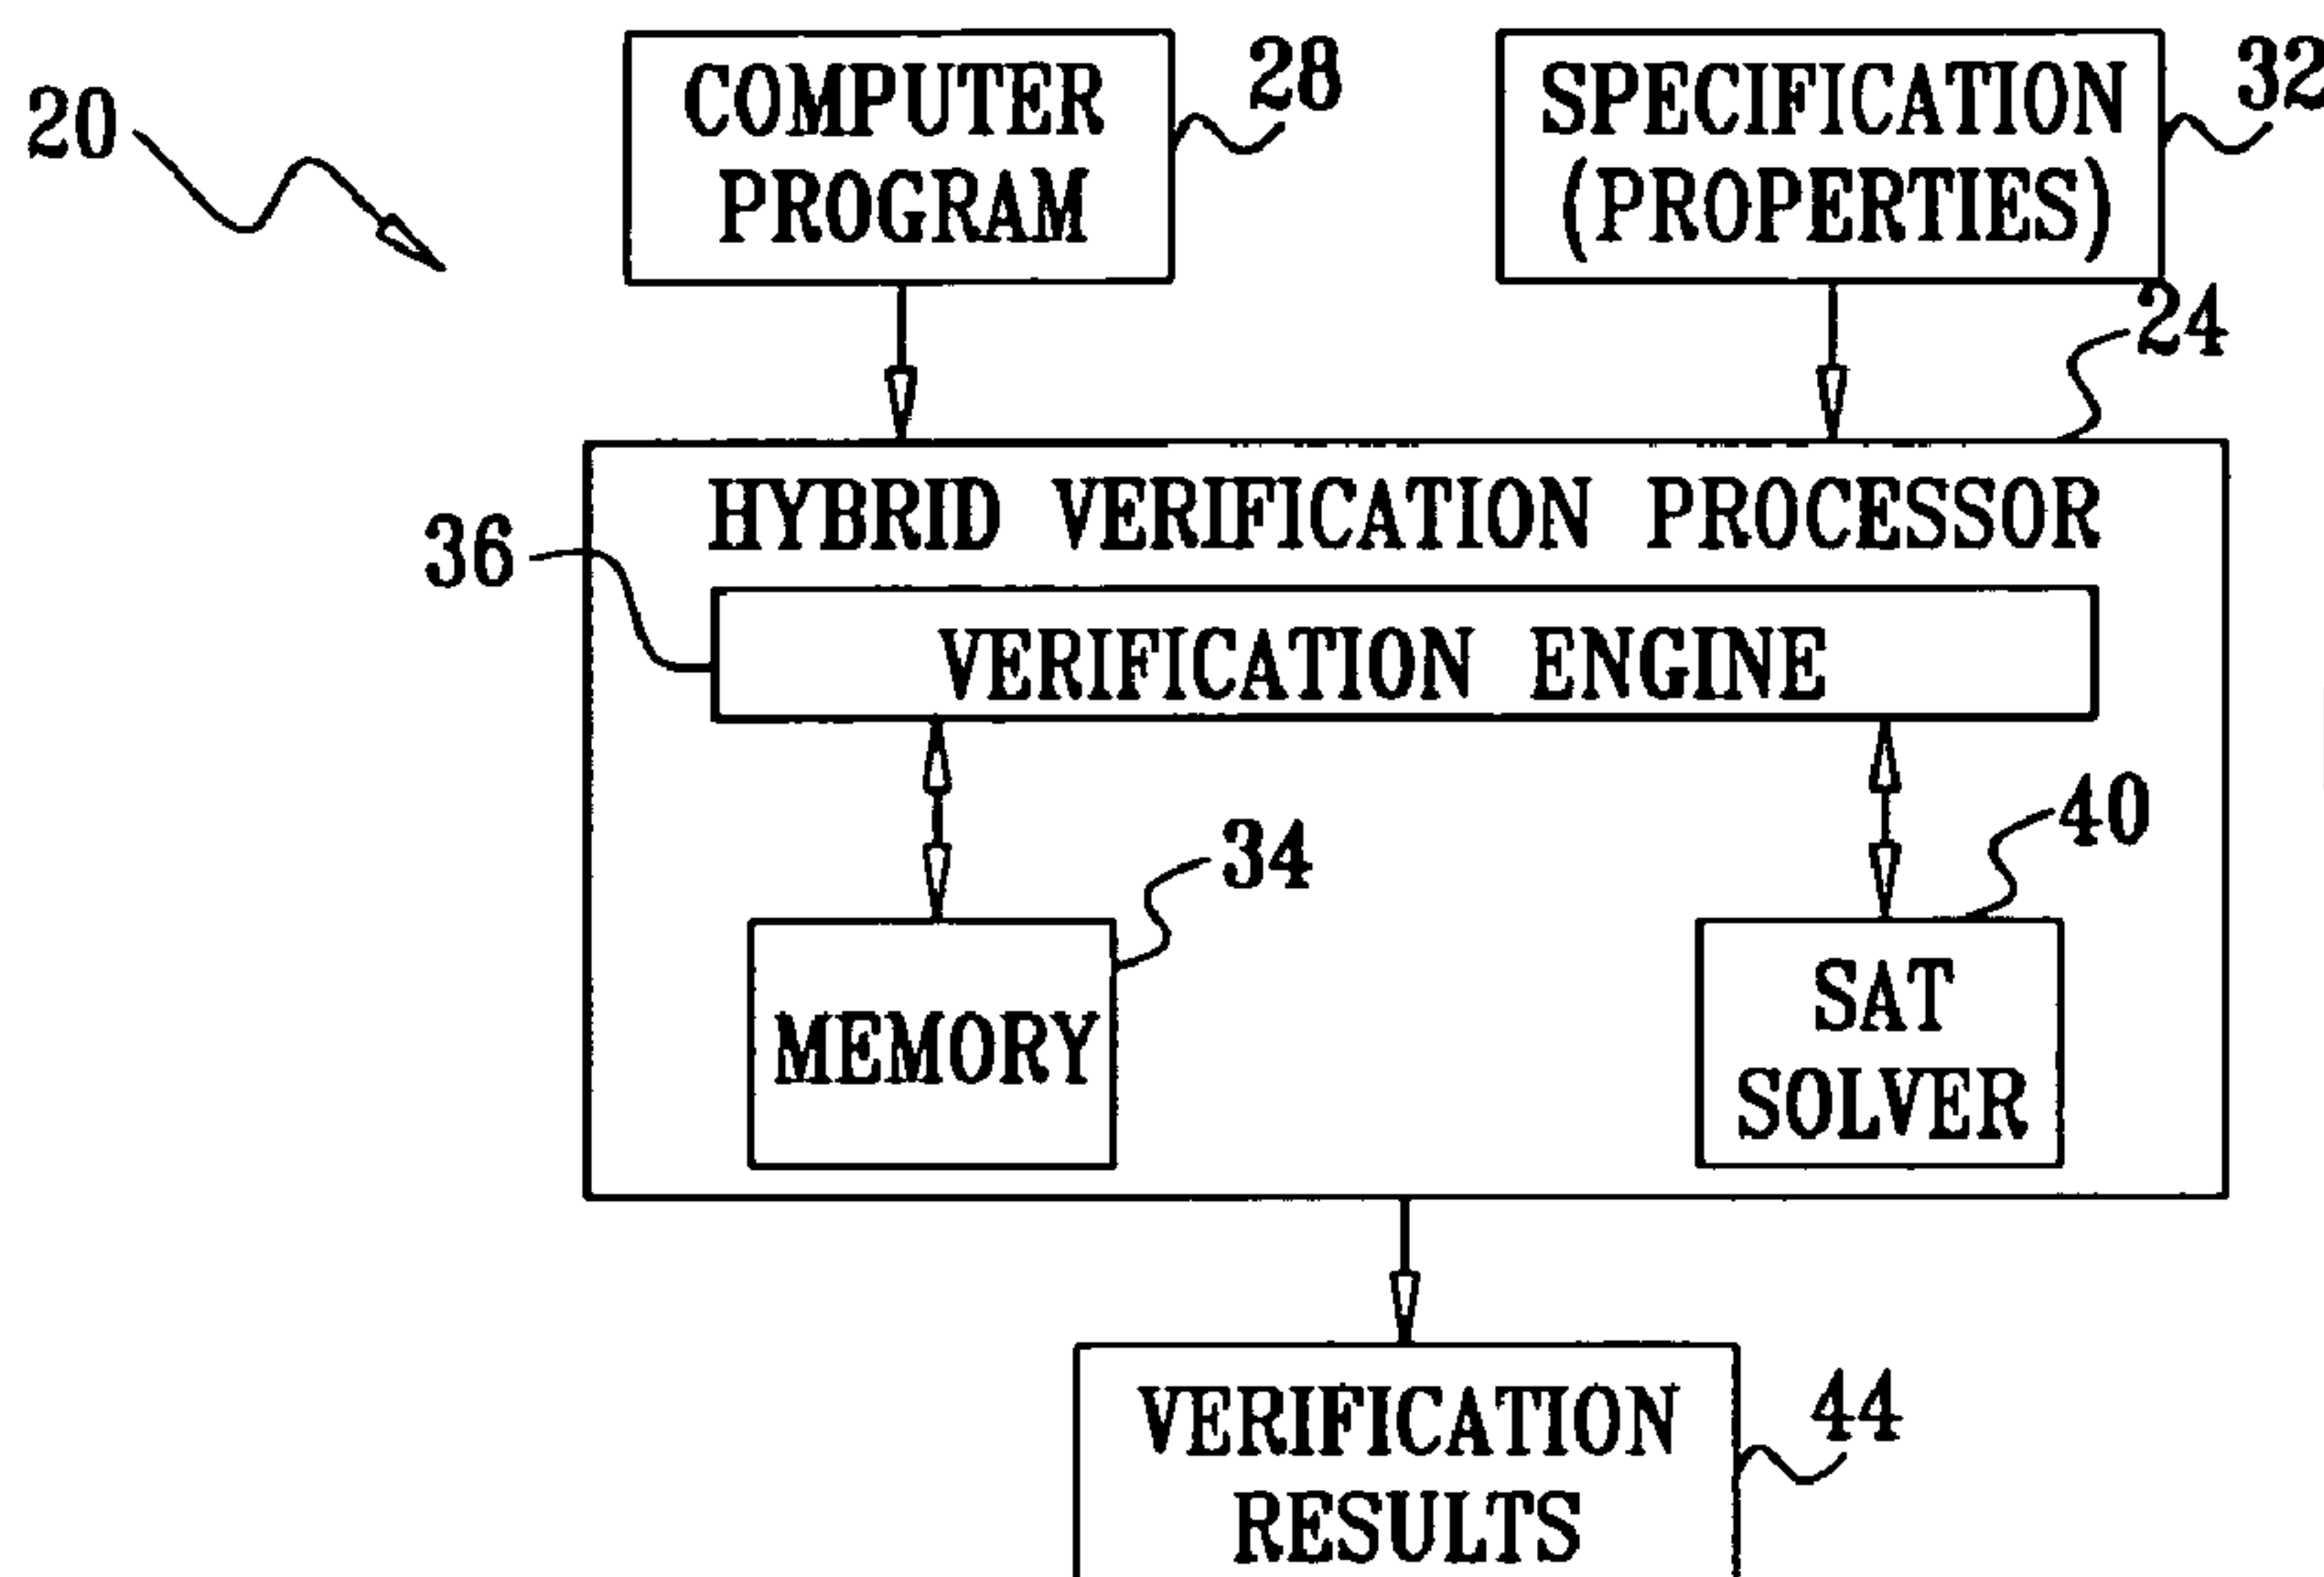 20
COMPUTER
PROGRAM
28
SPECIFICATION
(PROPERTIES)
32
24
HYBRID VERIFICATION PROCESSOR
36
VERIFICATION ENGINE
34
40
MEMORY
SAT
SOLVER
VERIFICATION
RESULTS
44